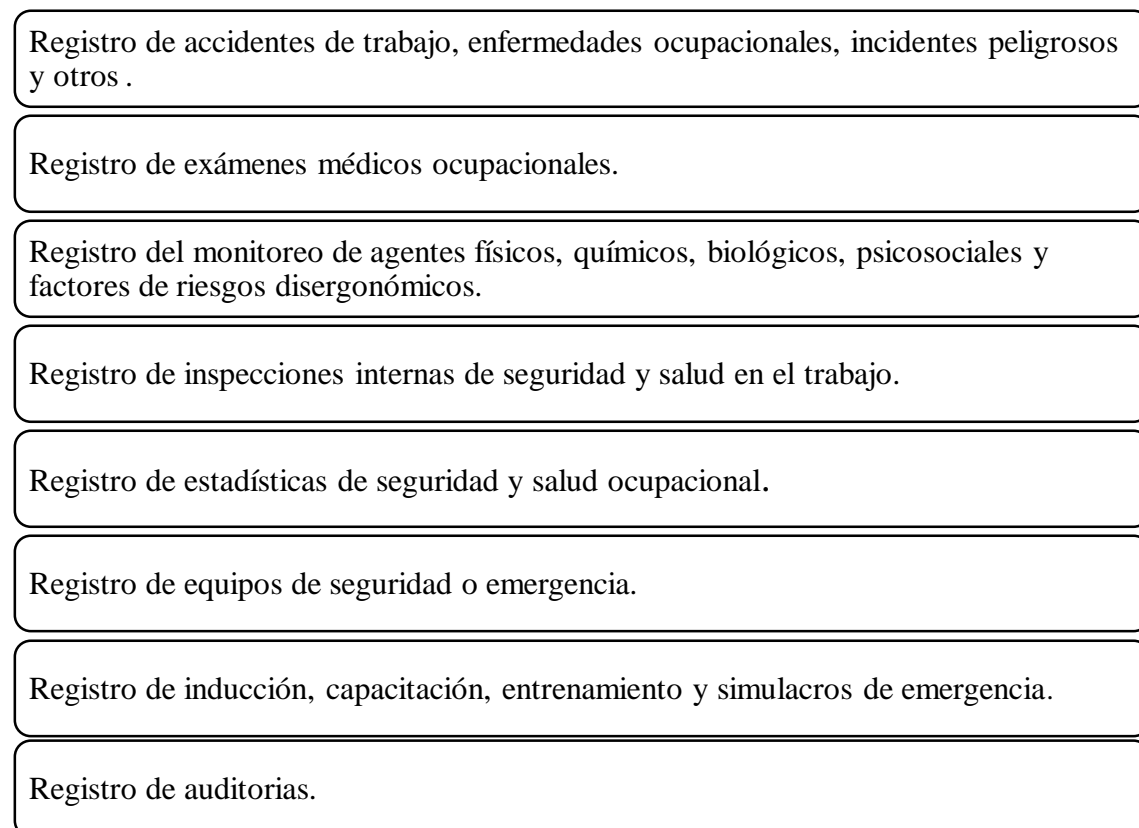 Registro de accidentes de trabajo, enfermedades ocupacionales, incidentes peligrosos
y otros .
Registro de exámenes médicos ocupacionales.
Registro del monitoreo de agentes físicos, químicos, biológicos, psicosociales y
factores de riesgos disergonómicos.
Registro de inspecciones internas de seguridad y salud en el trabajo.
Registro de estadísticas de seguridad y salud ocupacional.
Registro de equipos de seguridad o emergencia.
Registro de inducción, capacitación, entrenamiento y simulacros de emergencia.
Registro de auditorias.